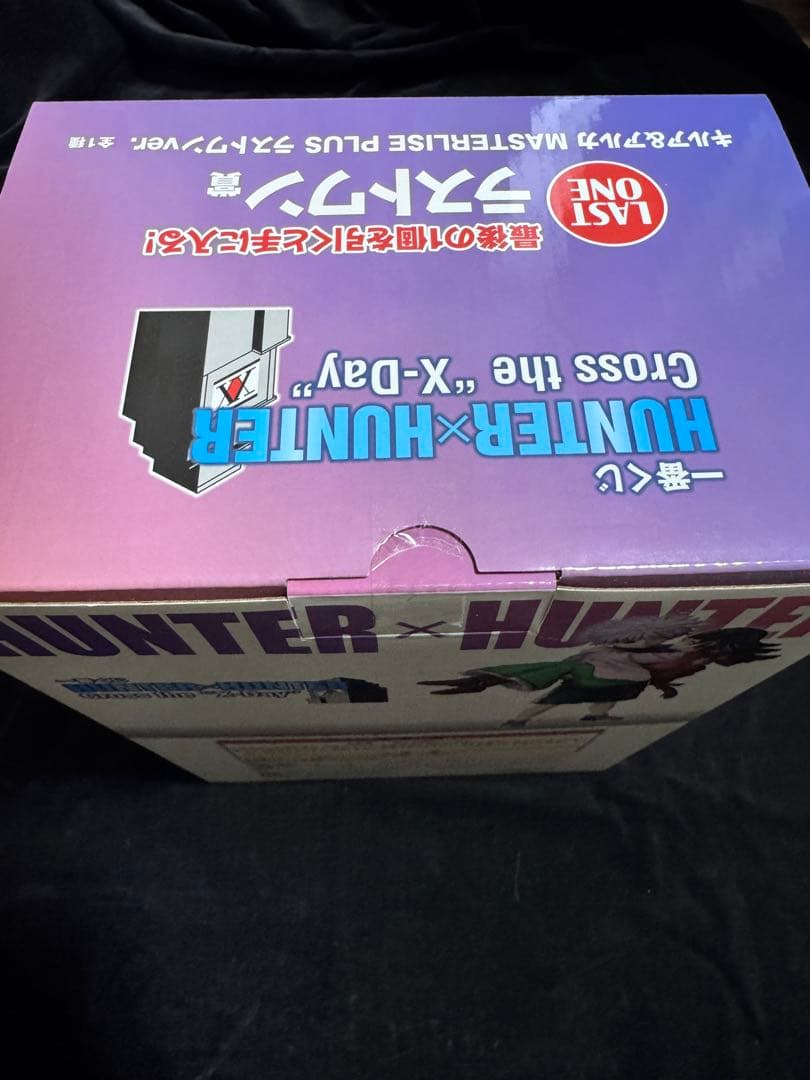 一番くじ
HUNTER×HUNTER
Cross the “X-Day”
最後の1個を引くと手に入る!
LAST ONE
ラストワン賞
キルア&アルカ MASTERLISE PLUS ラストワンver. 全1種
HUNTER × HUNTER